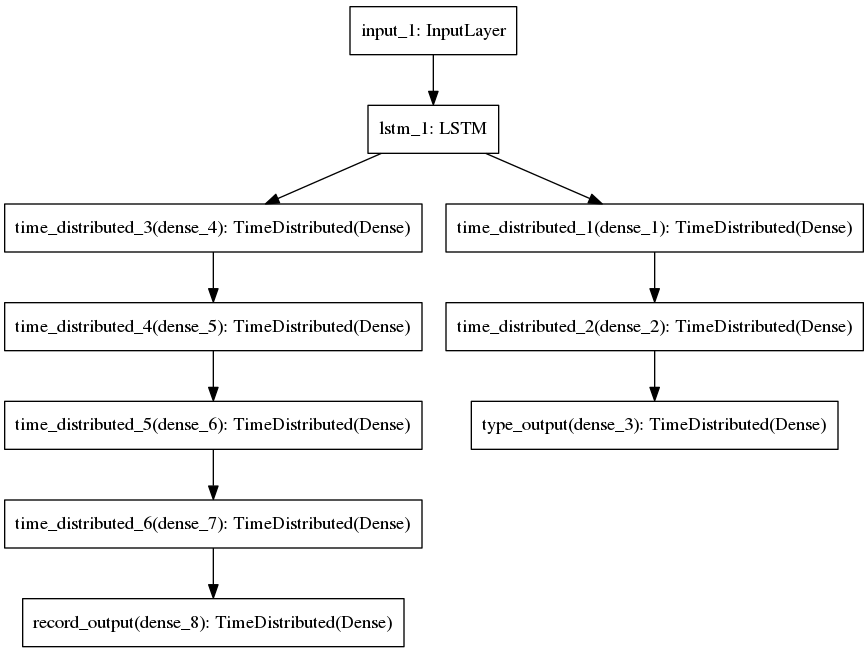 input_1: InputLayer
lstm_1: LSTM
time_distributed_3(dense_4): TimeDistributed(Dense)
time_distributed_1(dense_1): TimeDistributed(Dense)
time_distributed_4(dense_5): TimeDistributed(Dense)
time_distributed_2(dense_2): TimeDistributed(Dense)
time_distributed_5(dense_6): TimeDistributed(Dense)
type_output(dense_3): TimeDistributed(Dense)
time_distributed_6(dense_7): TimeDistributed(Dense)
record_output(dense_8): TimeDistributed(Dense)